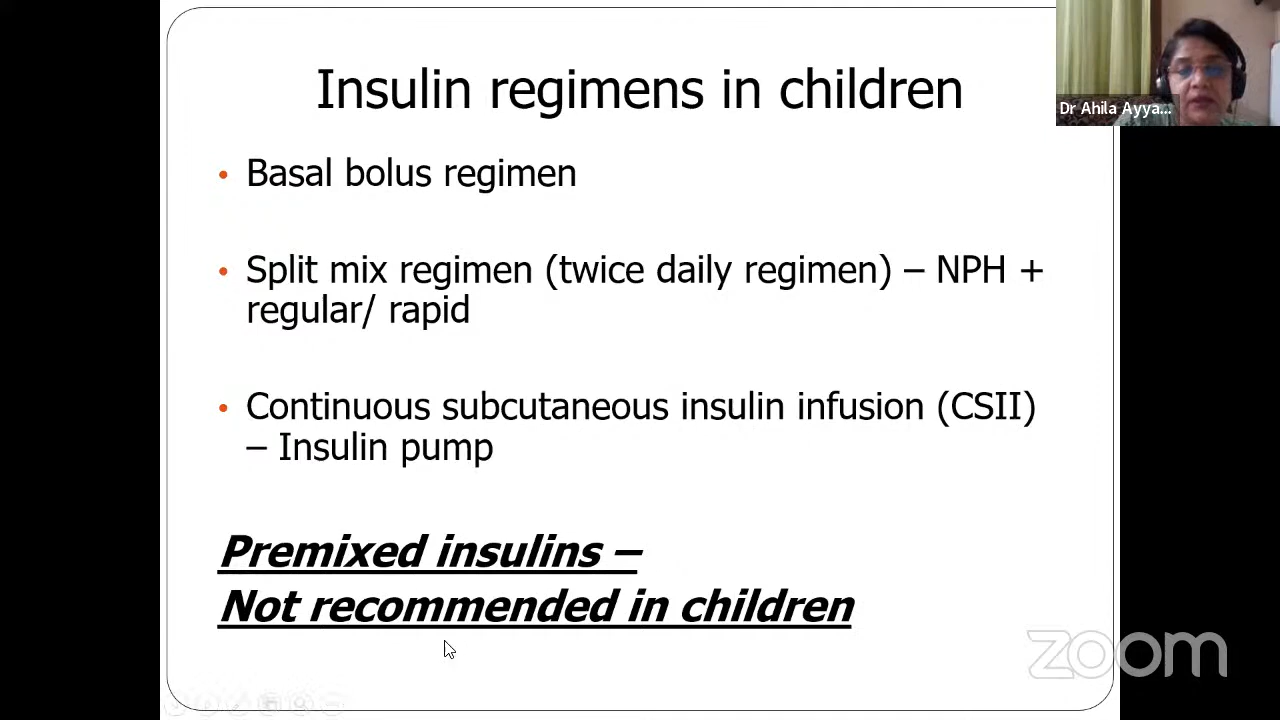 Insulin regimens in children
Dr Ahila Ayya...
• Basal bolus regimen
• Split mix regimen (twice daily regimen) – NPH +
regular/ rapid
• Continuous subcutaneous insulin infusion (CSII)
– Insulin pump
Premixed insulins –
Not recommended in children
zoom